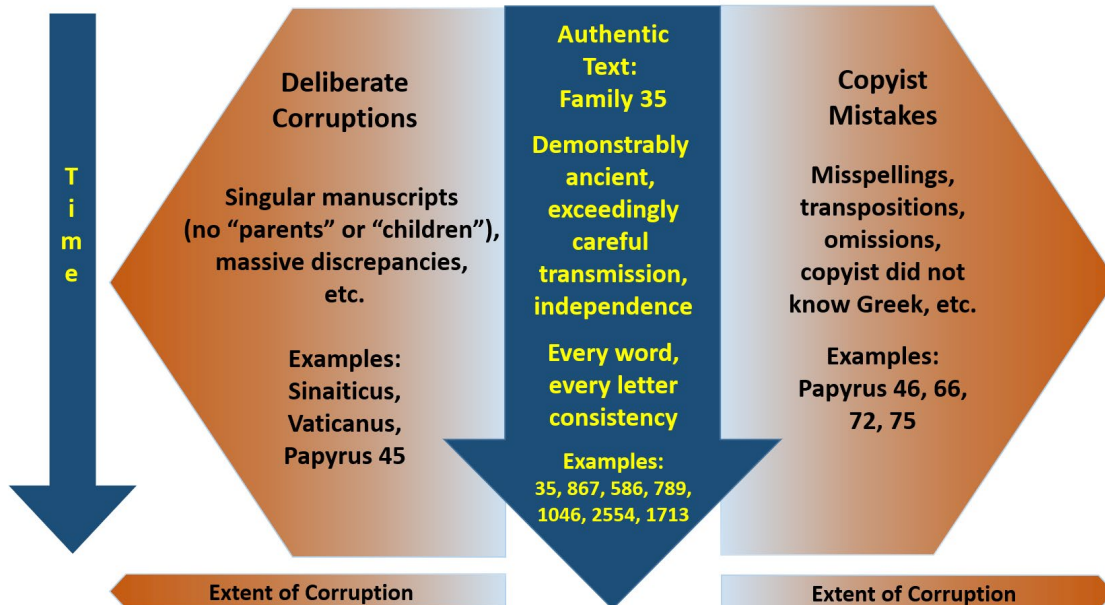 T
i
m
e
Deliberate
Corruptions
Singular manuscripts
(no “parents” or “children”),
massive discrepancies,
etc.
Examples:
Sinaiticus,
Vaticanus,
Papyrus 45
Authentic
Text:
Family 35
Demonstrably
ancient,
exceedingly
careful
transmission,
independence
Every word,
every letter
consistency
Examples:
35, 867, 586, 789,
1046, 2554, 1713
Copyist
Mistakes
Misspellings,
transpositions,
omissions,
copyist did not
know Greek, etc.
Examples:
Papyrus 46, 66,
72, 75
Extent of Corruption
Extent of Corruption